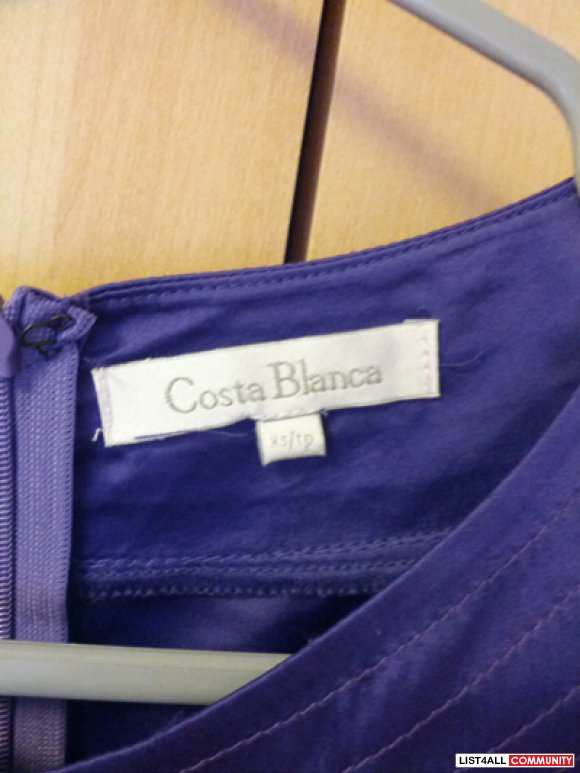 Costa Blanca
xs/tp
LIST4ALL COMMUNITY